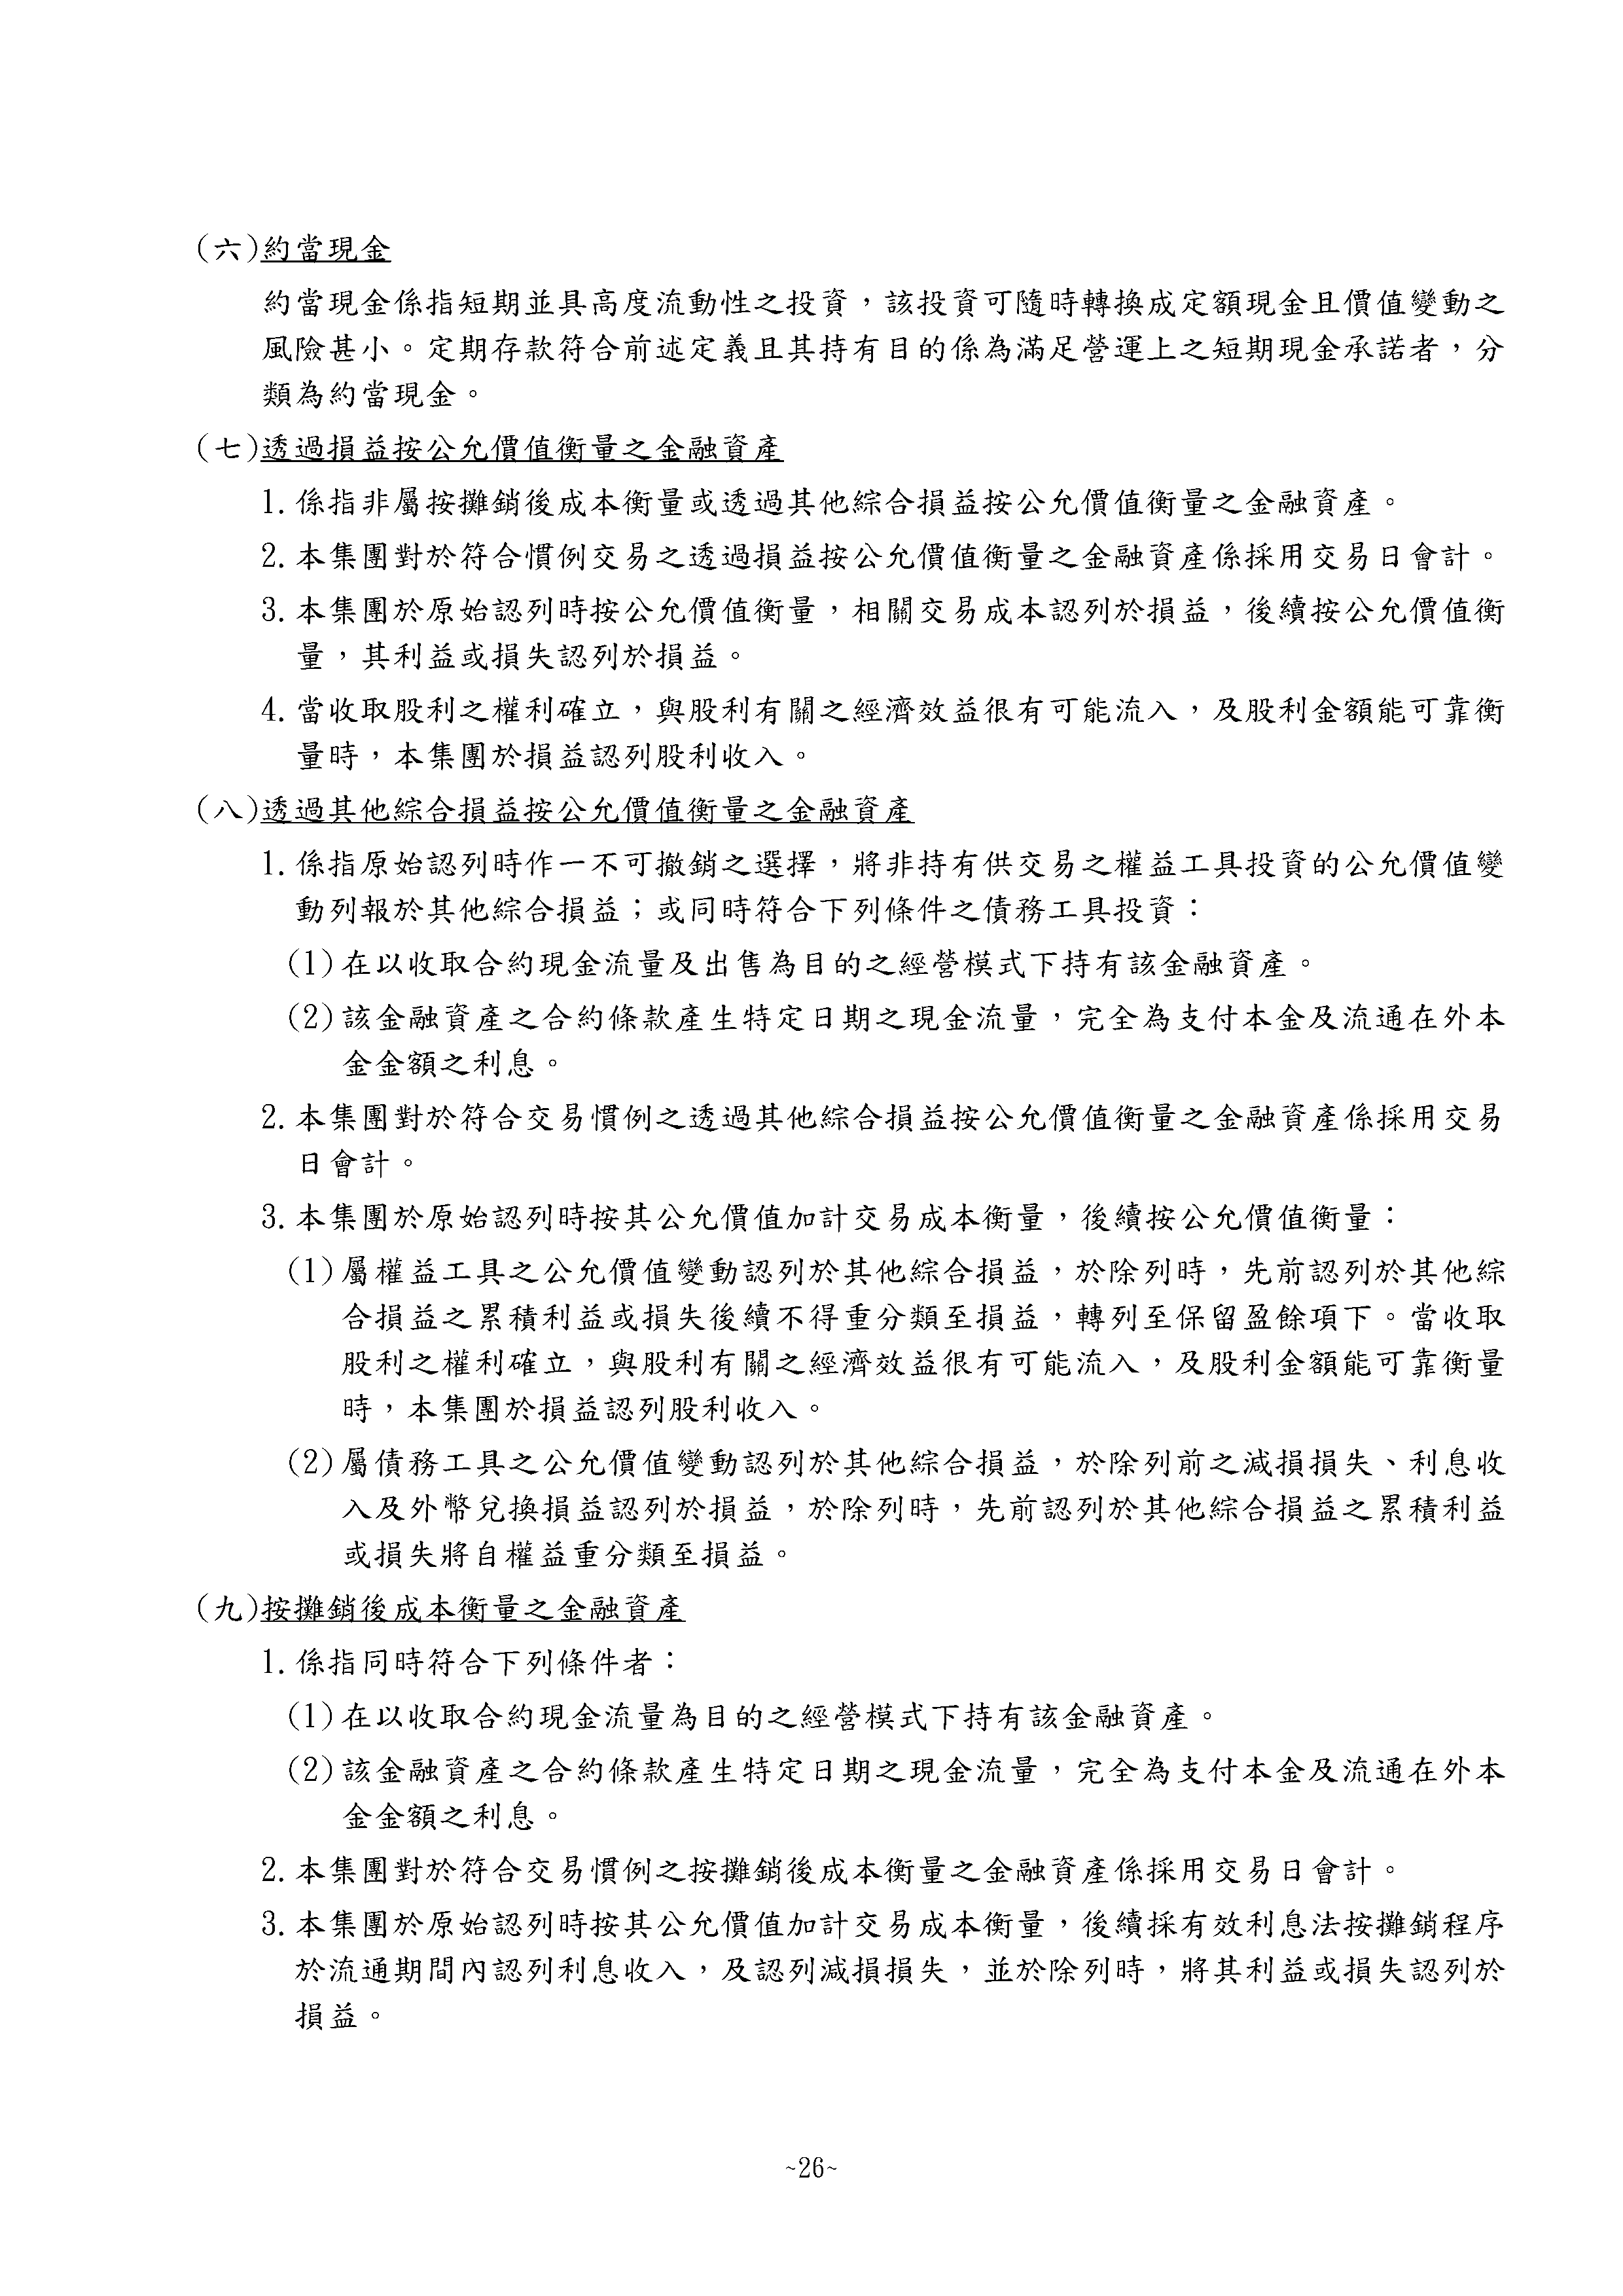 (六)約當現金
約當現金係指短期並具高度流動性之投資，該投資可隨時轉換成定額現金且價值變動之
風險甚小。定期存款符合前述定義且其持有目的係為滿足營運上之短期現金承諾者，分
類為約當現金。
(七)透過損益按公允價值衡量之金融資產
1. 係指非屬按攤銷後成本衡量或透過其他綜合損益按公允價值衡量之金融資產。
2. 本集團對於符合慣例交易之透過損益按公允價值衡量之金融資產係採用交易日會計。
3. 本集團於原始認列時按公允價值衡量，相關交易成本認列於損益，後續按公允價值衡
量，其利益或損失認列於損益。
4. 當收取股利之權利確立，與股利有關之經濟效益很有可能流入，及股利金額能可靠衡
量時，本集團於損益認列股利收入。
(八)透過其他綜合損益按公允價值衡量之金融資產
1. 係指原始認列時作一不可撤銷之選擇，將非持有供交易之權益工具投資的公允價值變
動列報於其他綜合損益；或同時符合下列條件之債務工具投資：
(1)在以收取合約現金流量及出售為目的之經營模式下持有該金融資產。
(2)該金融資產之合約條款產生特定日期之現金流量，完全為支付本金及流通在外本
金金額之利息。
2. 本集團對於符合交易慣例之透過其他綜合損益按公允價值衡量之金融資產係採用交易
日會計。
3. 本集團於原始認列時按其公允價值加計交易成本衡量，後續按公允價值衡量：
(1)屬權益工具之公允價值變動認列於其他綜合損益，於除列時，先前認列於其他綜
合損益之累積利益或損失後續不得重分類至損益，轉列至保留盈餘項下。當收取
股利之權利確立，與股利有關之經濟效益很有可能流入，及股利金額能可靠衡量
時，本集團於損益認列股利收入。
(2)屬債務工具之公允價值變動認列於其他綜合損益，於除列前之減損損失、利息收
入及外幣兌換損益認列於損益，於除列時，先前認列於其他綜合損益之累積利益
或損失將自權益重分類至損益。
(九)按攤銷後成本衡量之金融資產
1. 係指同時符合下列條件者：
(1)在以收取合約現金流量為目的之經營模式下持有該金融資產。
(2)該金融資產之合約條款產生特定日期之現金流量，完全為支付本金及流通在外本
金金額之利息。
2. 本集團對於符合交易慣例之按攤銷後成本衡量之金融資產係採用交易日會計。
3. 本集團於原始認列時按其公允價值加計交易成本衡量，後續採有效利息法按攤銷程序
於流通期間內認列利息收入，及認列減損損失，並於除列時，將其利益或損失認列於
損益。
~26~